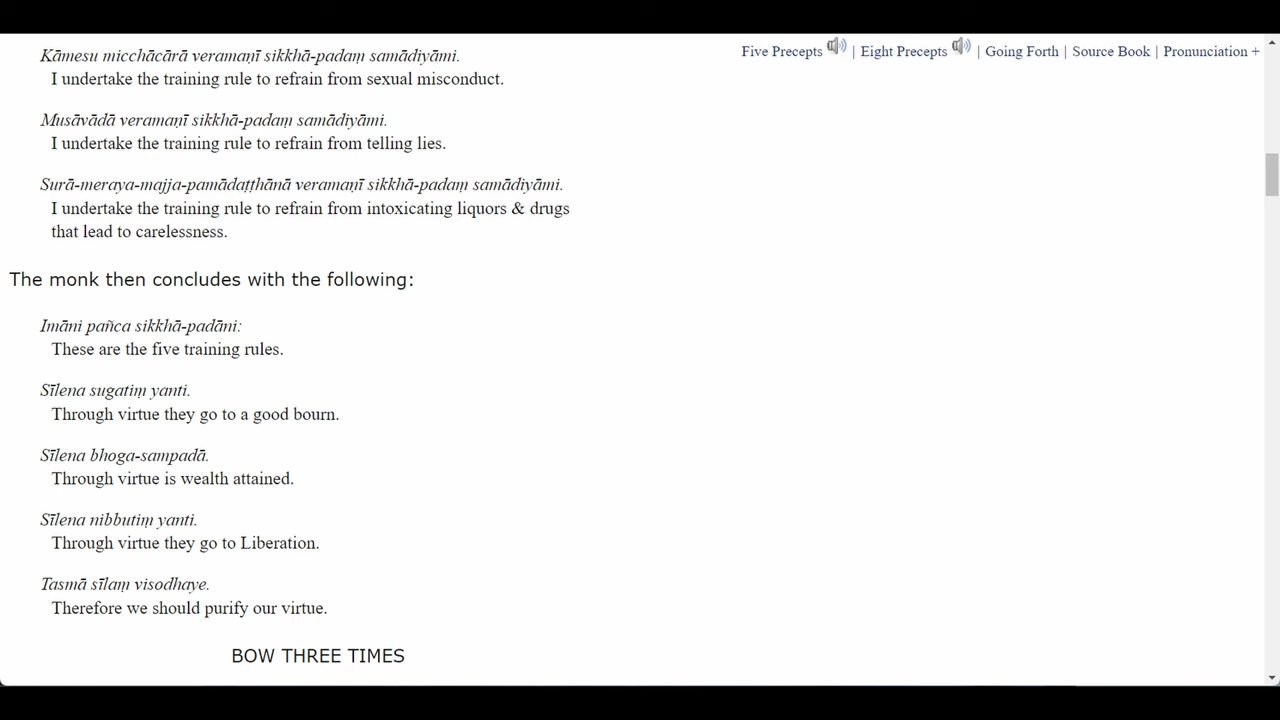 Five Precepts | Eight Precepts | Going Forth | Source Book | Pronunciation +
Kāmesu micchācārā veramaṇī sikkhā-padaṃ samādiyāmi.
I undertake the training rule to refrain from sexual misconduct.
Musāvādā veramaṇī sikkhā-padaṃ samādiyāmi.
I undertake the training rule to refrain from telling lies.
Surā-meraya-majja-pamādaṭṭhānā veramaṇī sikkhā-padaṃ samādiyāmi.
I undertake the training rule to refrain from intoxicating liquors & drugs
that lead to carelessness.
The monk then concludes with the following:
Imāni pañca sikkhā-padāni:
These are the five training rules.
Sīlena sugatiṃ yanti.
Through virtue they go to a good bourn.
Sīlena bhoga-sampadā.
Through virtue is wealth attained.
Sīlena nibbutiṃ yanti.
Through virtue they go to Liberation.
Tasmā sīlaṃ visodhaye.
Therefore we should purify our virtue.
BOW THREE TIMES